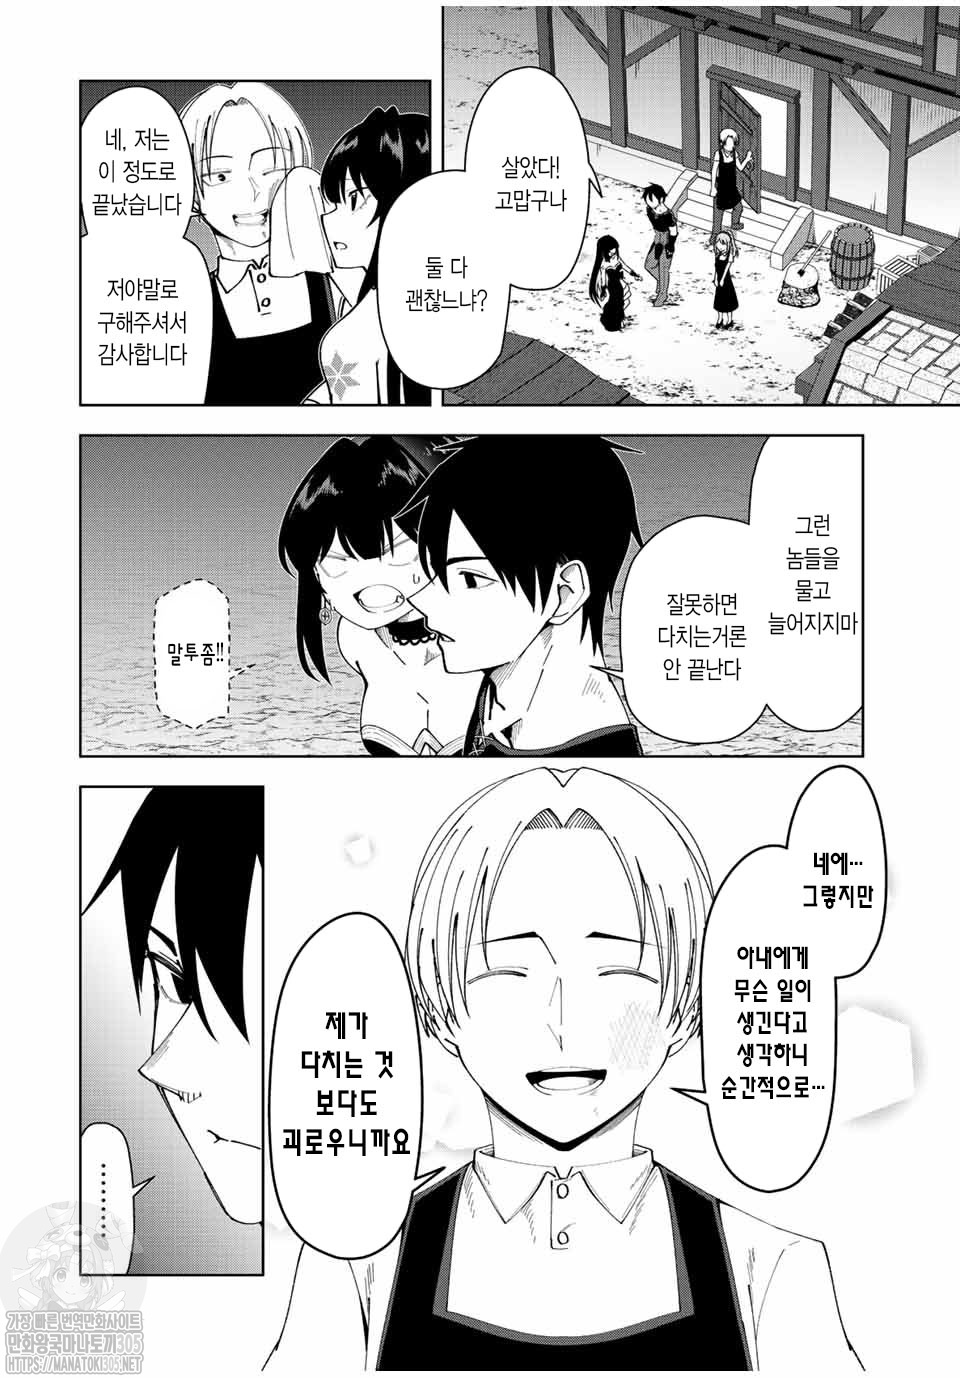 살았다!
고맙구나
둘 다
괜찮느냐?
네, 저는
이 정도로
끝났습니다
저야말로
구해주셔서
감사합니다
그런
놈들을
물고
늘어지지마
잘못하면
다치는거론
안 끝난다
말투좀!!
네에…
그렇지만
아내에게
무슨 일이
생긴다고
생각하니
순간적으로…
제가
다치는 것
보다도
괴로우니까요
………
가장 빠른 번역만화사이트
만화왕국마나토끼305
HTTPS://MANATOKI305.NET